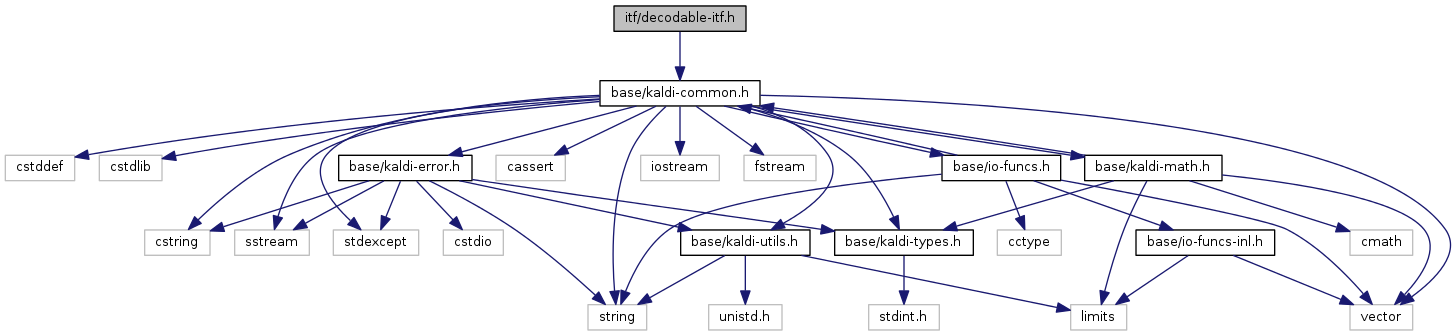 itf/decodable-itf.h
base/kaldi-common.h
cstddef
cstdlib
base/kaldi-error.h
cassert
iostream
fstream
base/io-funcs.h
base/kaldi-math.h
cstring
sstream
stdexcept
cstdio
base/kaldi-utils.h
base/kaldi-types.h
cctype
base/io-funcs-inl.h
cmath
string
unistd.h
stdint.h
limits
vector